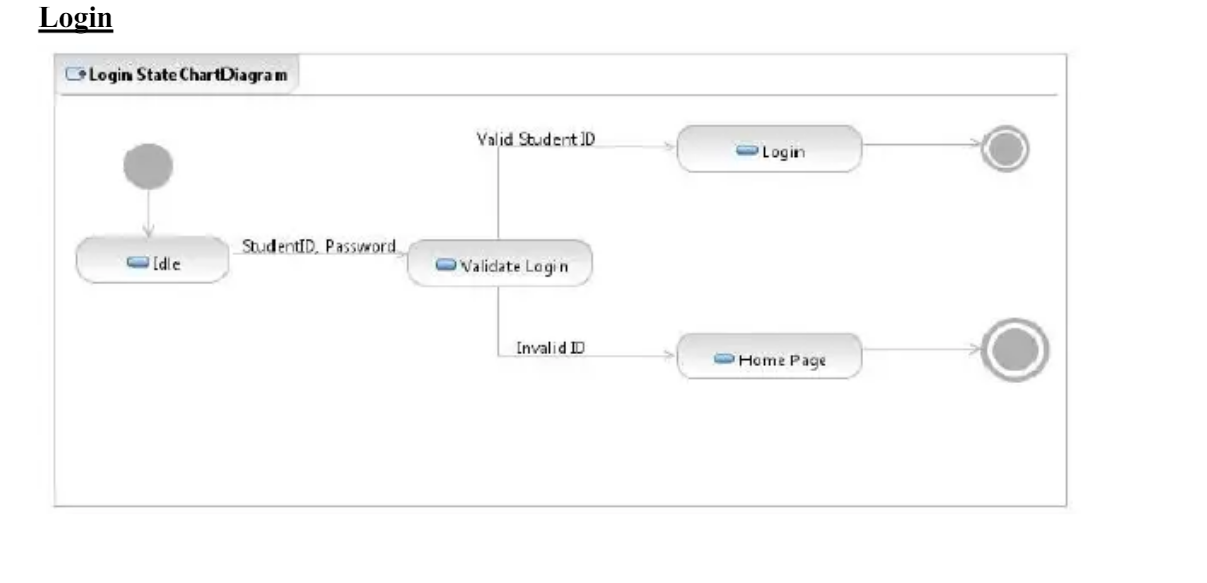 Login
Login StateChartDiagram
Valid Student ID
Login
StudentID, Password
Idle
Validate Login
Invalid ID
Home Page